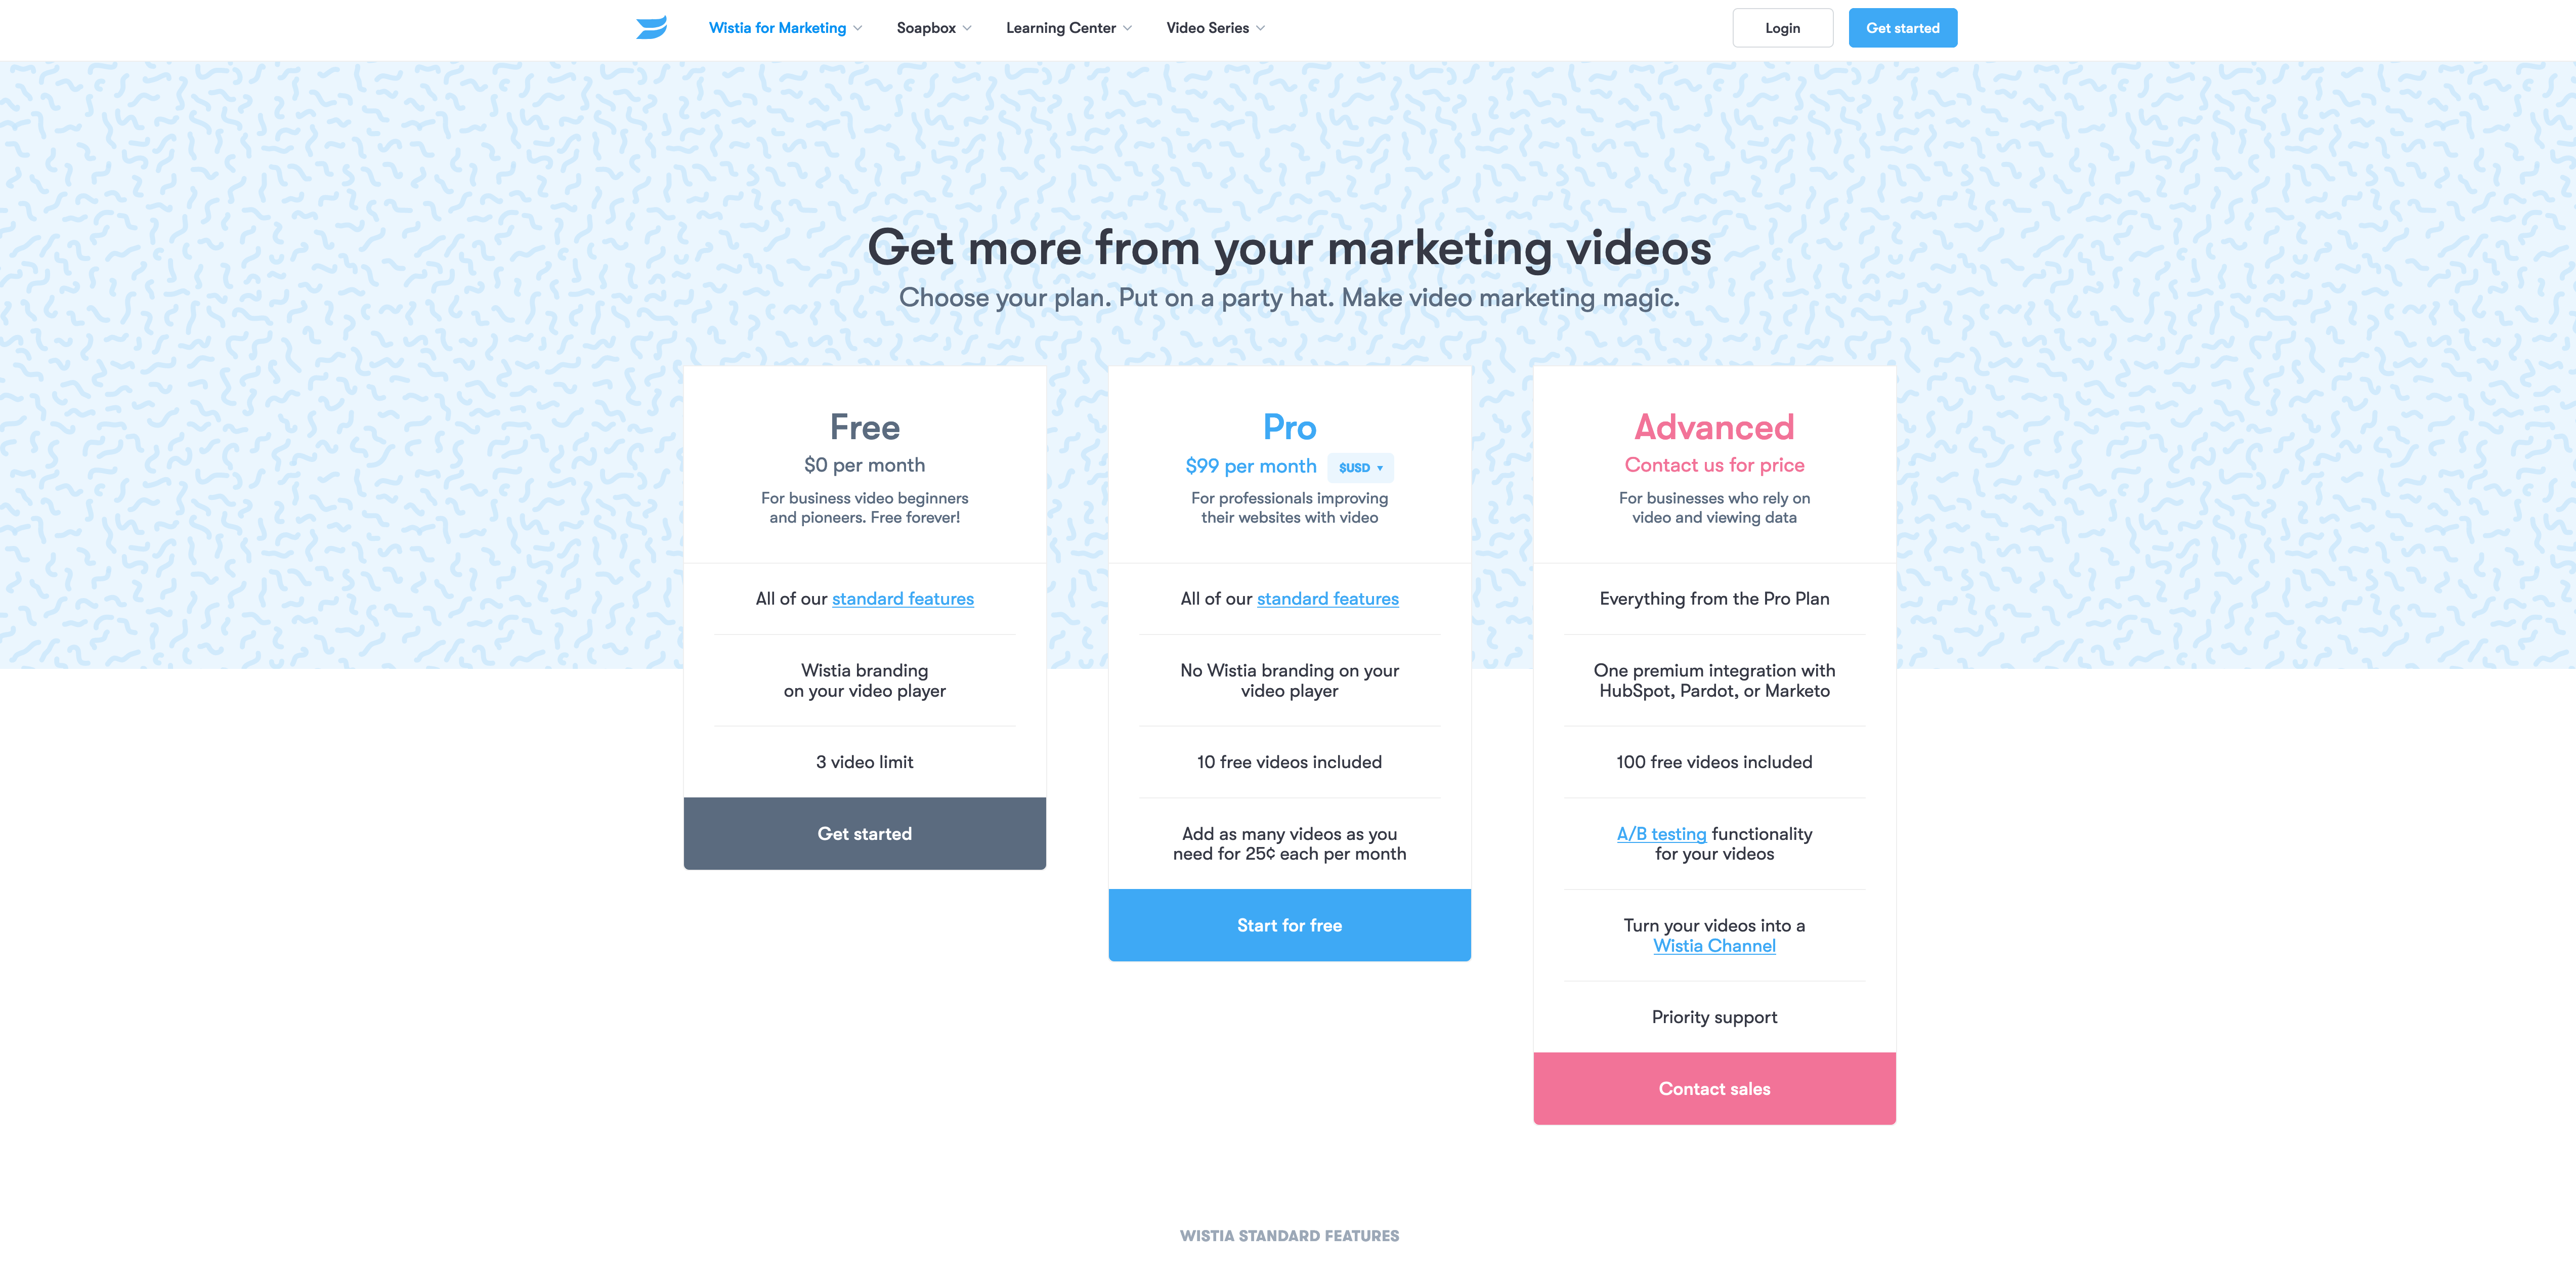 Wistia for Marketing
Soapbox
Learning Center
Video Series
Login
Get started
Get more from your marketing videos
Choose your plan. Put on a party hat. Make video marketing magic.
Free
$0 per month
For business video beginners
and pioneers. Free forever!
All of our standard features
Wistia branding
on your video player
3 video limit
Get started
Pro
$99 per month $USD
For professionals improving
their websites with video
All of our standard features
No Wistia branding on your
video player
10 free videos included
Add as many videos as you
need for 25¢ each per month
Start for free
Advanced
Contact us for price
For businesses who rely on
video and viewing data
Everything from the Pro Plan
One premium integration with
HubSpot, Pardot, or Marketo
100 free videos included
A/B testing functionality
for your videos
Turn your videos into a
Wistia Channel
Priority support
Contact sales
WISTIA STANDARD FEATURES